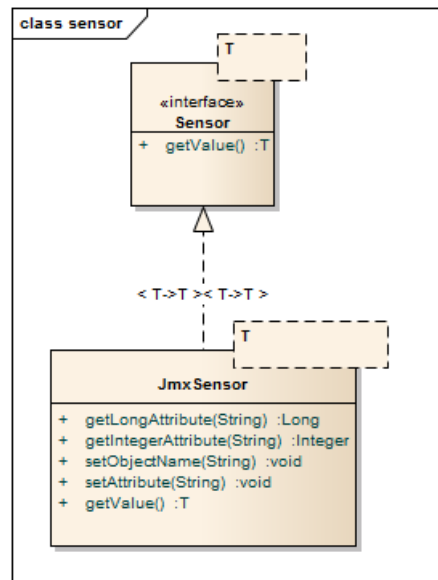 class sensor
T
«interface»
Sensor
+ getValue() :T
< T->T >< T->T >
T
JmxSensor
+ getLongAttribute(String) :Long
+ getIntegerAttribute(String) :Integer
+ setObjectName(String) :void
+ setAttribute(String) :void
+ getValue() :T